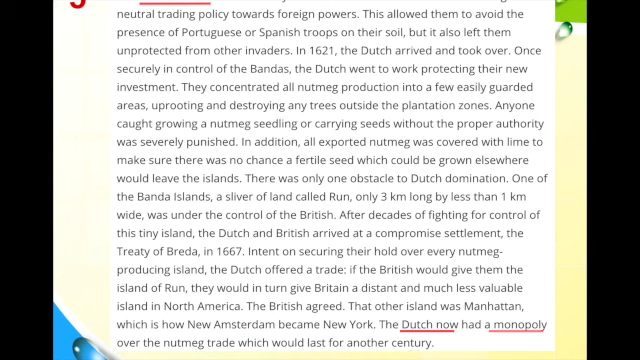 neutral trading policy towards foreign powers. This allowed them to avoid the
presence of Portuguese or Spanish troops on their soil, but it also left them
unprotected from other invaders. In 1621, the Dutch arrived and took over. Once
securely in control of the Bandas, the Dutch went to work protecting their new
investment. They concentrated all nutmeg production into a few easily guarded
areas, uprooting and destroying any trees outside the plantation zones. Anyone
caught growing a nutmeg seedling or carrying seeds without the proper authority
was severely punished. In addition, all exported nutmeg was covered with lime to
make sure there was no chance a fertile seed which could be grown elsewhere
would leave the islands. There was only one obstacle to Dutch domination. One of
the Banda Islands, a sliver of land called Run, only 3 km long by less than 1 km
wide, was under the control of the British. After decades of fighting for control of
this tiny island, the Dutch and British arrived at a compromise settlement, the
Treaty of Breda, in 1667. Intent on securing their hold over every nutmeg-
producing island, the Dutch offered a trade: if the British would give them the
island of Run, they would in turn give Britain a distant and much less valuable
island in North America. The British agreed. That other island was Manhattan,
which is how New Amsterdam became New York. The Dutch now had a monopoly
over the nutmeg trade which would last for another century.